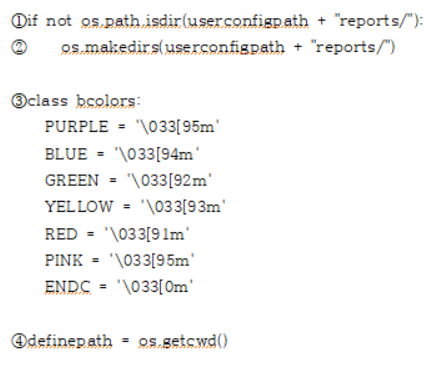 ①if not os.path.isdir(userconfigpath + "reports/"):
② os.makedirs(userconfigpath + "reports/")
③class bcolors:
PURPLE = '\033[95m'
BLUE = '\033[94m'
GREEN = '\033[92m'
YELLOW = '\033[93m'
RED = '\033[91m'
PINK = '\033[95m'
ENDC = '\033[0m'
④definepath = os.getcwd()